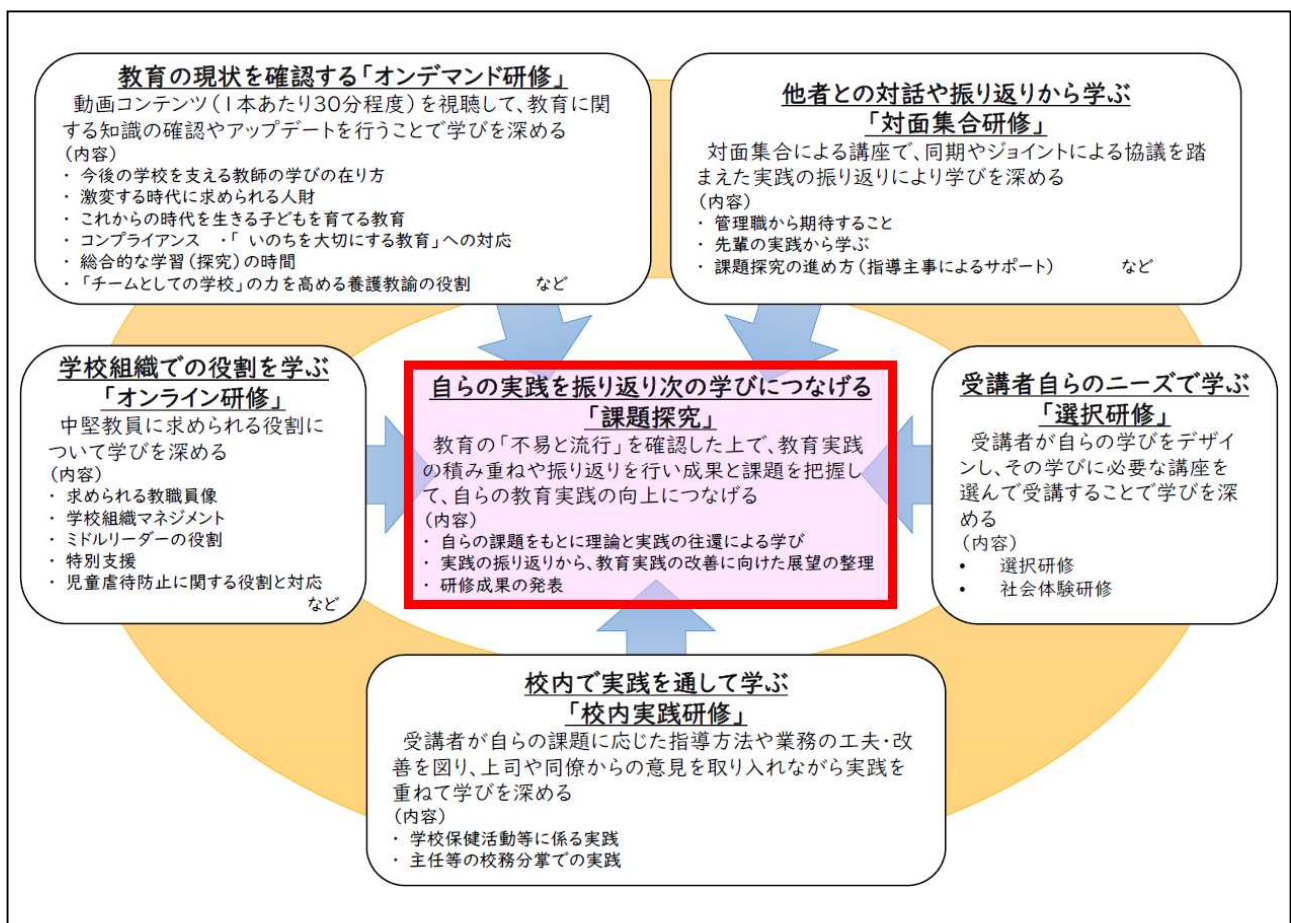 教育の現状を確認する「オンデマンド研修」
動画コンテンツ（1本あたり30分程度）を視聴して、教育に関
する知識の確認やアップデートを行うことで学びを深める
（内容）
・ 今後の学校を支える教師の学びの在り方
・ 激変する時代に求められる人財
・ これからの時代を生きる子どもを育てる教育
・ コンプライアンス　・「 いのちを大切にする教育」への対応
・ 総合的な学習（探究）の時間
・ 「チームとしての学校」の力を高める養護教諭の役割　　など
他者との対話や振り返りから学ぶ
「対面集合研修」
対面集合による講座で、同期やジョイントによる協議を踏
まえた実践の振り返りにより学びを深める
（内容）
・ 管理職から期待すること
・ 先輩の実践から学ぶ
・ 課題探究の進め方（指導主事によるサポート）　　など
学校組織での役割を学ぶ
「オンライン研修」
中堅教員に求められる役割に
ついて学びを深める
（内容）
・ 求められる教職員像
・ 学校組織マネジメント
・ ミドルリーダーの役割
・ 特別支援
・ 児童虐待防止に関する役割と対応
など
自らの実践を振り返り次の学びにつなげる
「課題探究」
教育の「不易と流行」を確認した上で、教育実践
の積み重ねや振り返りを行い成果と課題を把握し
て、自らの教育実践の向上につなげる
（内容）
・ 自らの課題をもとに理論と実践の往還による学び
・ 実践の振り返りから、教育実践の改善に向けた展望の整理
・ 研修成果の発表
受講者自らのニーズで学ぶ
「選択研修」
受講者が自らの学びをデザイ
ンし、その学びに必要な講座を
選んで受講することで学びを深
める
（内容）
• 選択研修
• 社会体験研修
校内で実践を通して学ぶ
「校内実践研修」
受講者が自らの課題に応じた指導方法や業務の工夫・改
善を図り、上司や同僚からの意見を取り入れながら実践を
重ねて学びを深める
（内容）
・ 学校保健活動等に係る実践
・ 主任等の校務分掌での実践